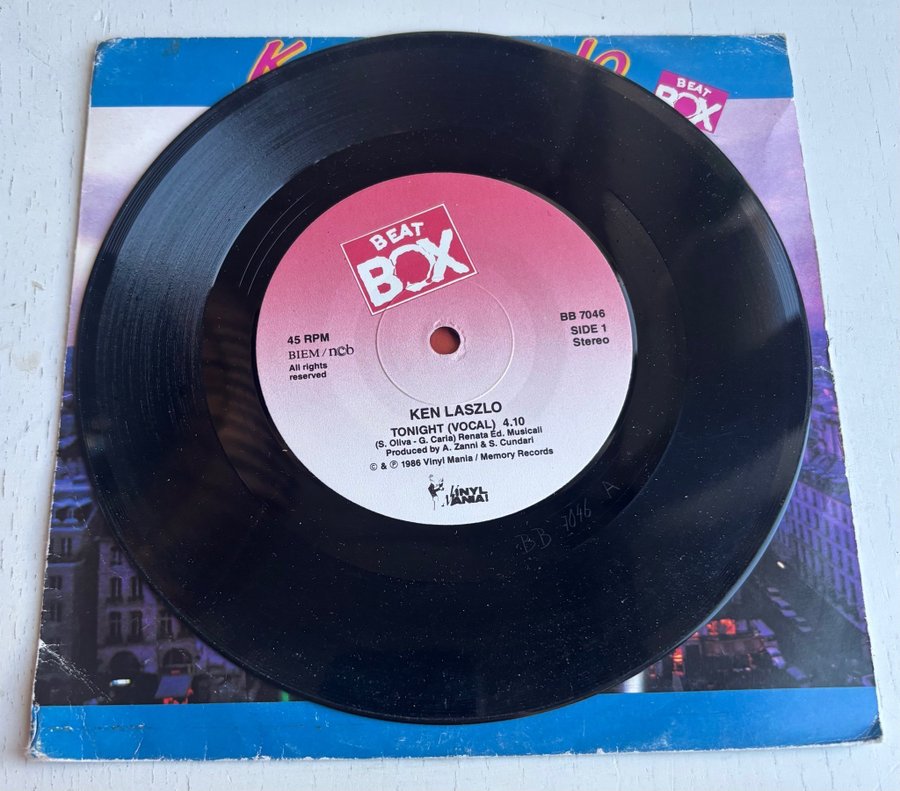 K
lo
BEAT
BOX
BEAT
BOX
45 RPM
BIEM / ncb
All rights
reserved
BB 7046
SIDE 1
Stereo
KEN LASZLO
TONIGHT (VOCAL) 4.10
(S. Oliva - G. Caria) Renata Ed. Musicali
Produced by A. Zanni & S. Cundari
© & ℗ 1986 Vinyl Mania / Memory Records
VINYL
MANIA!
BB 7046 A